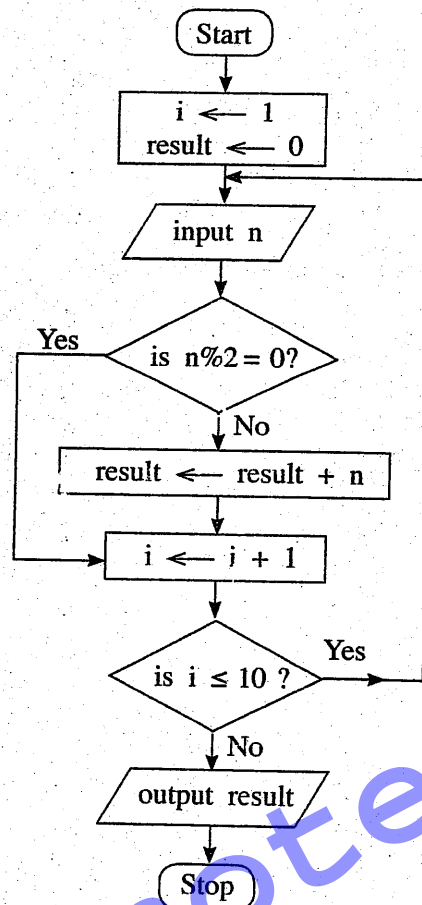 Start
i ← 1
result ← 0
input n
is n%2 = 0?
Yes
No
result ← result + n
i ← i + 1
is i ≤ 10 ?
Yes
No
output result
Stop
ote